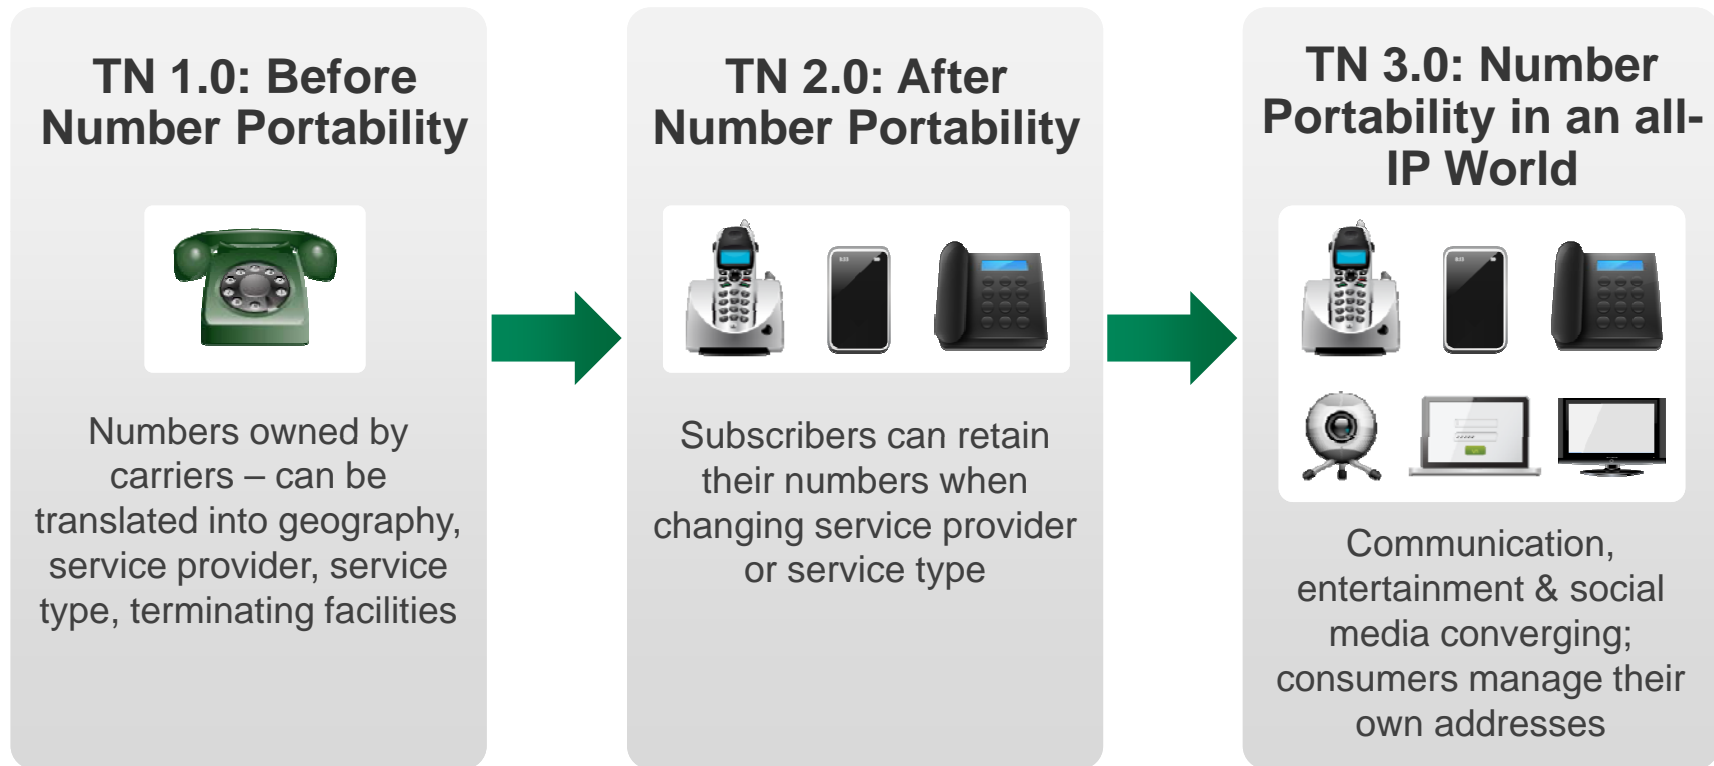 TN 1.0: Before
Number Portability
Numbers owned by
carriers – can be
translated into geography,
service provider, service
type, terminating facilities
TN 2.0: After
Number Portability
Subscribers can retain
their numbers when
changing service provider
or service type
TN 3.0: Number
Portability in an all-
IP World
Communication,
entertainment & social
media converging;
consumers manage their
own addresses